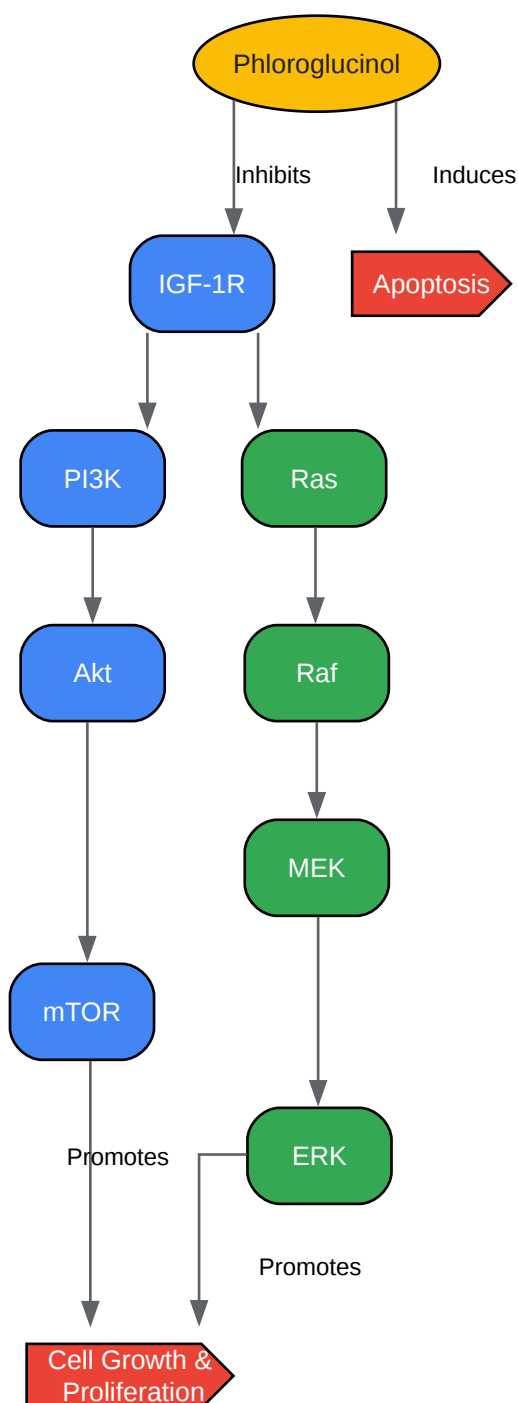 Phloroglucinol
Inhibits
Induces
IGF-1R
Apoptosis
PI3K
Ras
Akt
Raf
MEK
mTOR
Promotes
ERK
Promotes
Cell Growth &
Proliferation